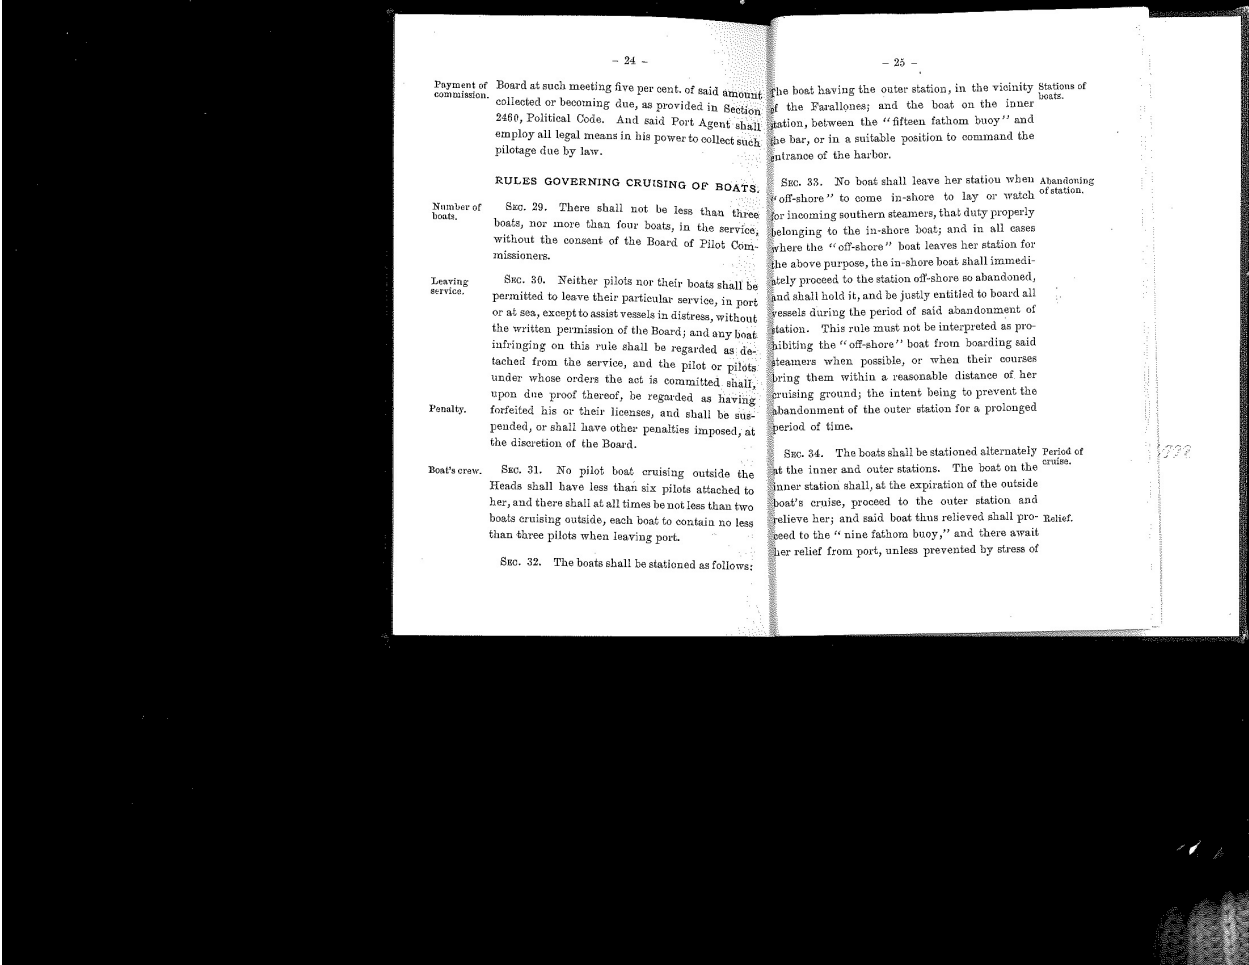 – 24 –
Payment of
commission.
Board at such meeting five per cent. of said amount
collected or becoming due, as provided in Section
2460, Political Code. And said Port Agent shall
employ all legal means in his power to collect such
pilotage due by law.
RULES GOVERNING CRUISING OF BOATS.
Number of
boats.
SEC. 29. There shall not be less than three
boats, nor more than four boats, in the service,
without the consent of the Board of Pilot Com-
missioners.
Leaving
service.
SEC. 30. Neither pilots nor their boats shall be
permitted to leave their particular service, in port
or at sea, except to assist vessels in distress, without
the written permission of the Board; and any boat
infringing on this rule shall be regarded as de-
tached from the service, and the pilot or pilots
under whose orders the act is committed shall,
upon due proof thereof, be regarded as having
Penalty.
forfeited his or their licenses, and shall be sus-
pended, or shall have other penalties imposed, at
the discretion of the Board.
Boat's crew.
SEC. 31. No pilot boat cruising outside the
Heads shall have less than six pilots attached to
her, and there shall at all times be not less than two
boats cruising outside, each boat to contain no less
than three pilots when leaving port.
SEC. 32. The boats shall be stationed as follows:
– 25 –
the boat having the outer station, in the vicinity
of the Farallones; and the boat on the inner
station, between the "fifteen fathom buoy" and
the bar, or in a suitable position to command the
entrance of the harbor.
Stations of
boats.
SEC. 33. No boat shall leave her station when
"off-shore" to come in-shore to lay or watch
for incoming southern steamers, that duty properly
belonging to the in-shore boat; and in all cases
where the "off-shore" boat leaves her station for
the above purpose, the in-shore boat shall immedi-
ately proceed to the station off-shore so abandoned,
and shall hold it, and be justly entitled to board all
vessels during the period of said abandonment of
station. This rule must not be interpreted as pro-
hibiting the "off-shore" boat from boarding said
steamers when possible, or when their courses
bring them within a reasonable distance of her
cruising ground; the intent being to prevent the
abandonment of the outer station for a prolonged
period of time.
Abandoning
of station.
SEC. 34. The boats shall be stationed alternately
at the inner and outer stations. The boat on the
inner station shall, at the expiration of the outside
boat's cruise, proceed to the outer station and
relieve her; and said boat thus relieved shall pro-
ceed to the "nine fathom buoy," and there await
her relief from port, unless prevented by stress of
Period of
cruise.
Relief.